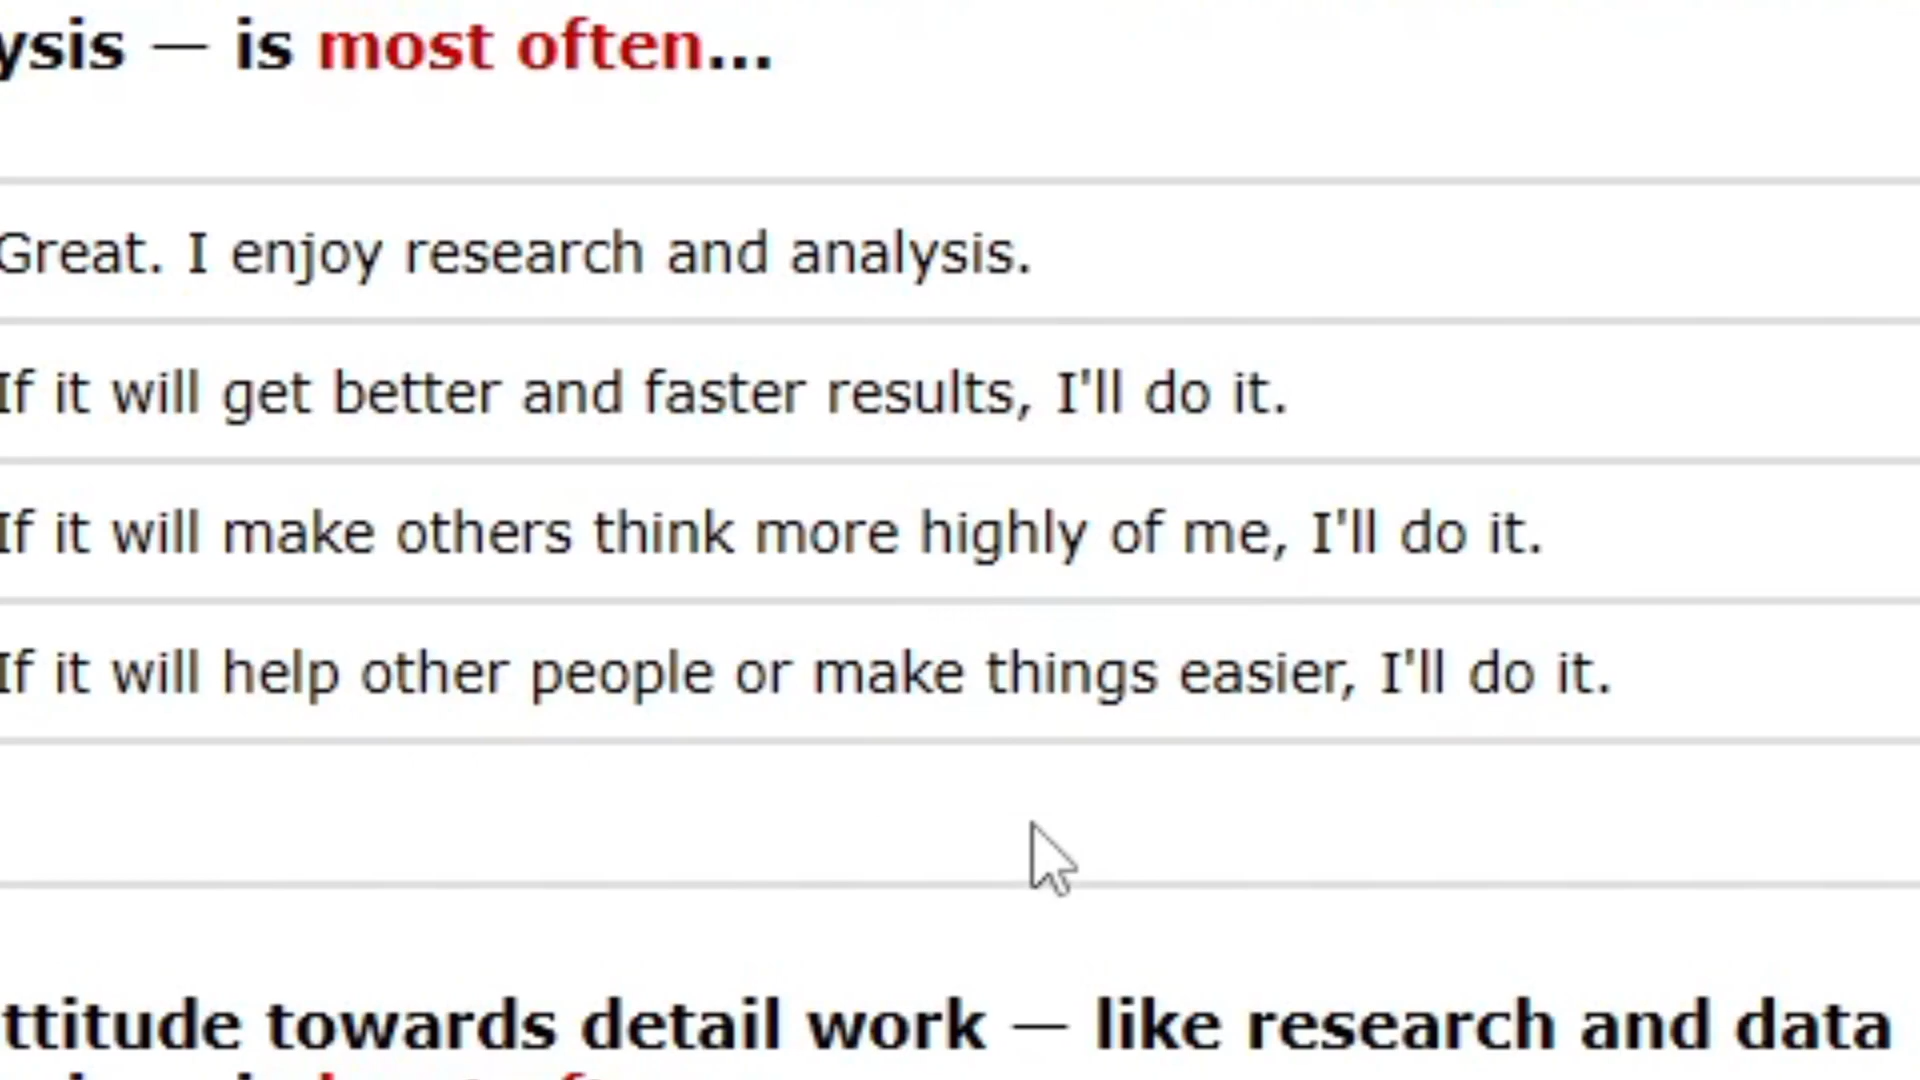 ysis — is most often...
Great. I enjoy research and analysis.
If it will get better and faster results, I'll do it.
If it will make others think more highly of me, I'll do it.
If it will help other people or make things easier, I'll do it.
ttitude towards detail work — like research and data